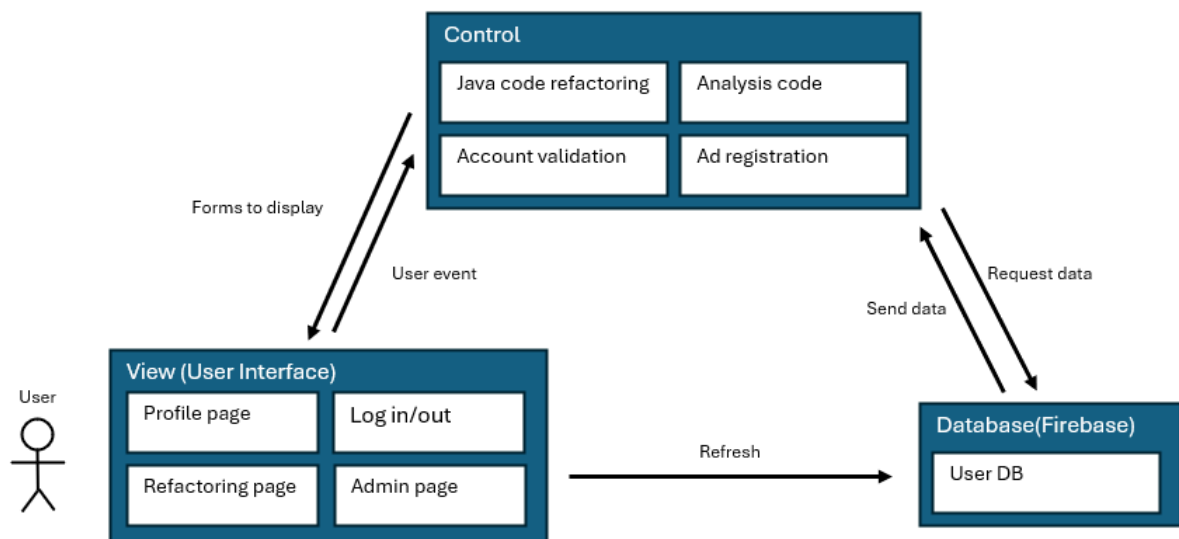 Control
Java code refactoring
Analysis code
Account validation
Ad registration
Forms to display
User event
Request data
Send data
View (User Interface)
Profile page
Log in/out
Refactoring page
Admin page
User
Refresh
Database(Firebase)
User DB